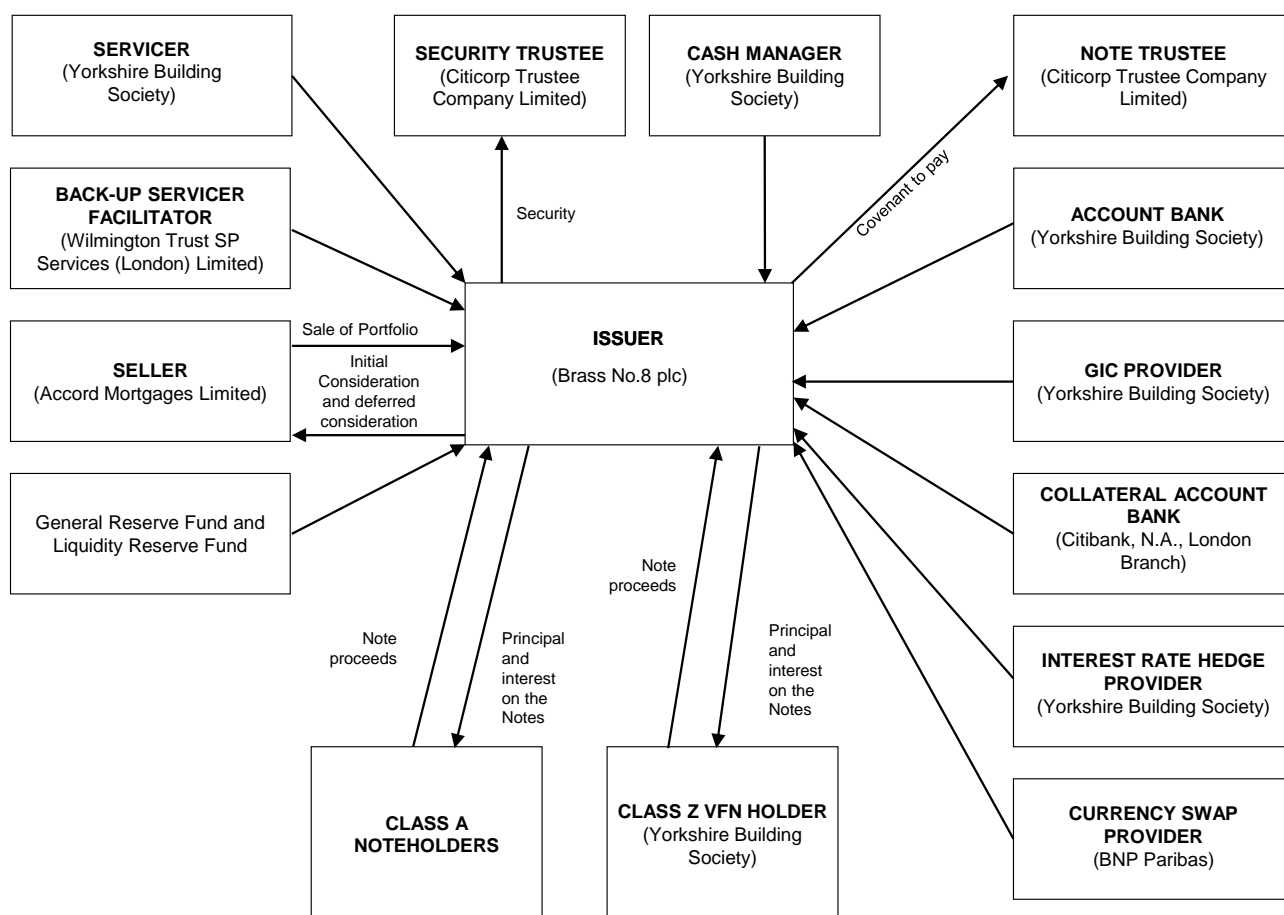 SERVICER
(Yorkshire Building
Society)
SECURITY TRUSTEE
(Citicorp Trustee
Company Limited)
CASH MANAGER
(Yorkshire Building
Society)
NOTE TRUSTEE
(Citicorp Trustee Company
Limited)
BACK-UP SERVICER
FACILITATOR
(Wilmington Trust SP
Services (London) Limited)
Security
Covenant to pay
ACCOUNT BANK
(Yorkshire Building Society)
SELLER
(Accord Mortgages Limited)
Sale of Portfolio
Initial
Consideration
and deferred
consideration
ISSUER
(Brass No.8 plc)
GIC PROVIDER
(Yorkshire Building Society)
General Reserve Fund and
Liquidity Reserve Fund
COLLATERAL ACCOUNT
BANK
(Citibank, N.A., London
Branch)
Note
proceeds
Principal
and
interest
on the
Notes
Note
proceeds
Principal
and
interest
on the
Notes
INTEREST RATE HEDGE
PROVIDER
(Yorkshire Building Society)
CLASS A
NOTEHOLDERS
CLASS Z VFN HOLDER
(Yorkshire Building
Society)
CURRENCY SWAP
PROVIDER
(BNP Paribas)